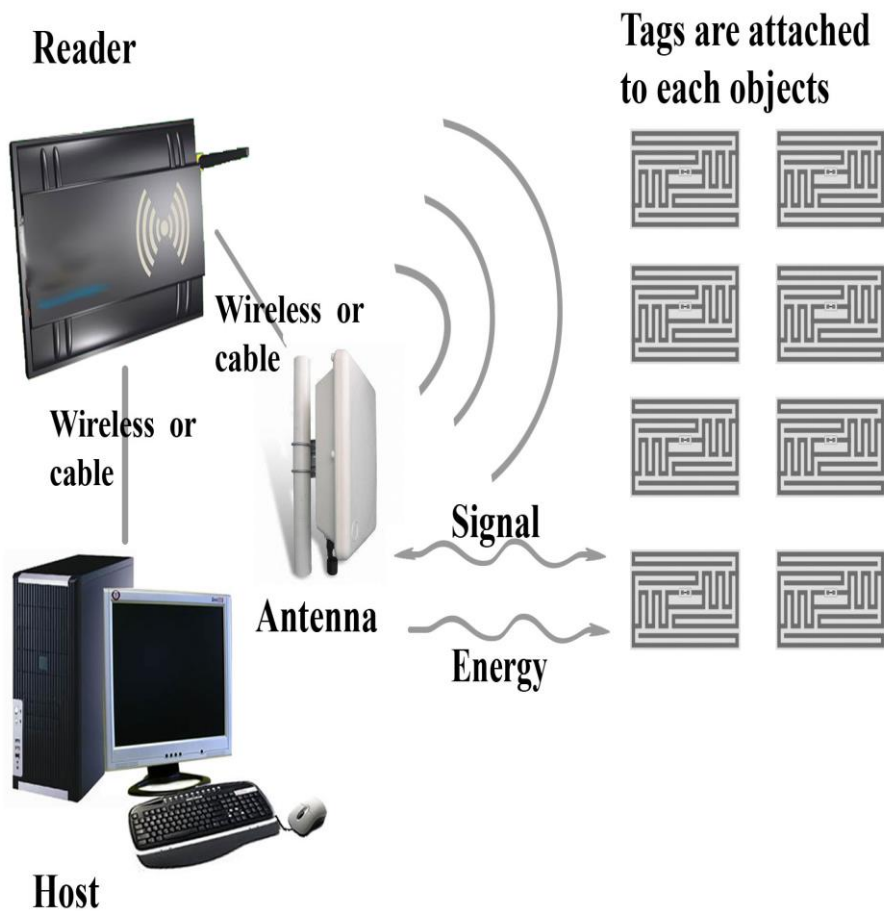 Reader
Tags are attached
to each objects
Wireless or
cable
Wireless or
cable
Signal
Antenna
Energy
Host